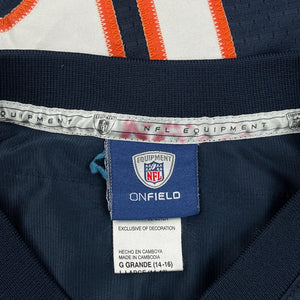 NFL EQUIPMENT
EQUIPMENT
NFL
ONFIELD
EXCLUSIVE OF DECORATION
HECHO EN CAMBOYA
MADE IN CAMBODIA
G GRANDE (14-16)